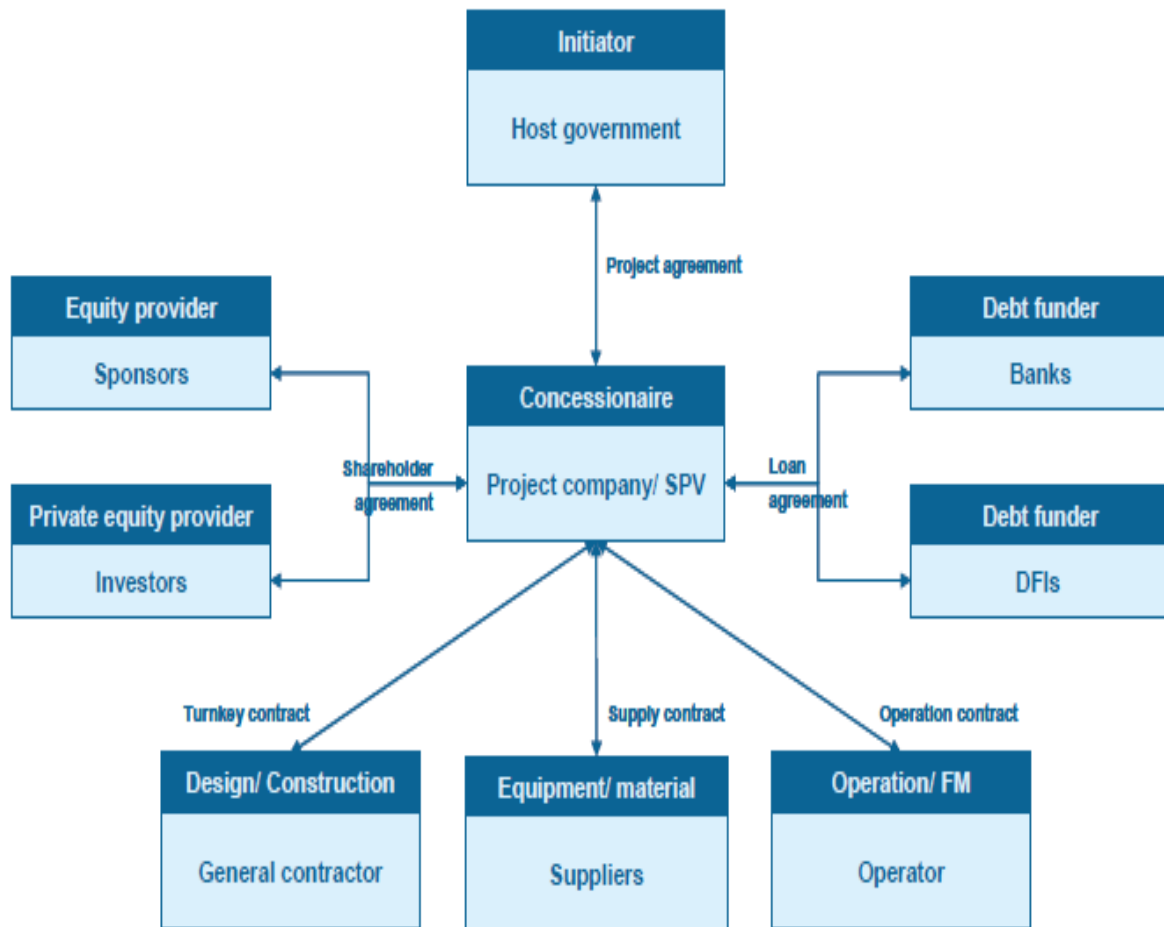 Initiator
Host government
Project agreement
Equity provider
Sponsors
Debt funder
Banks
Concessionaire
Project company/ SPV
Shareholder
agreement
Loan
agreement
Private equity provider
Investors
Debt funder
DFIs
Turnkey contract
Supply contract
Operation contract
Design/ Construction
General contractor
Equipment/ material
Suppliers
Operation/ FM
Operator